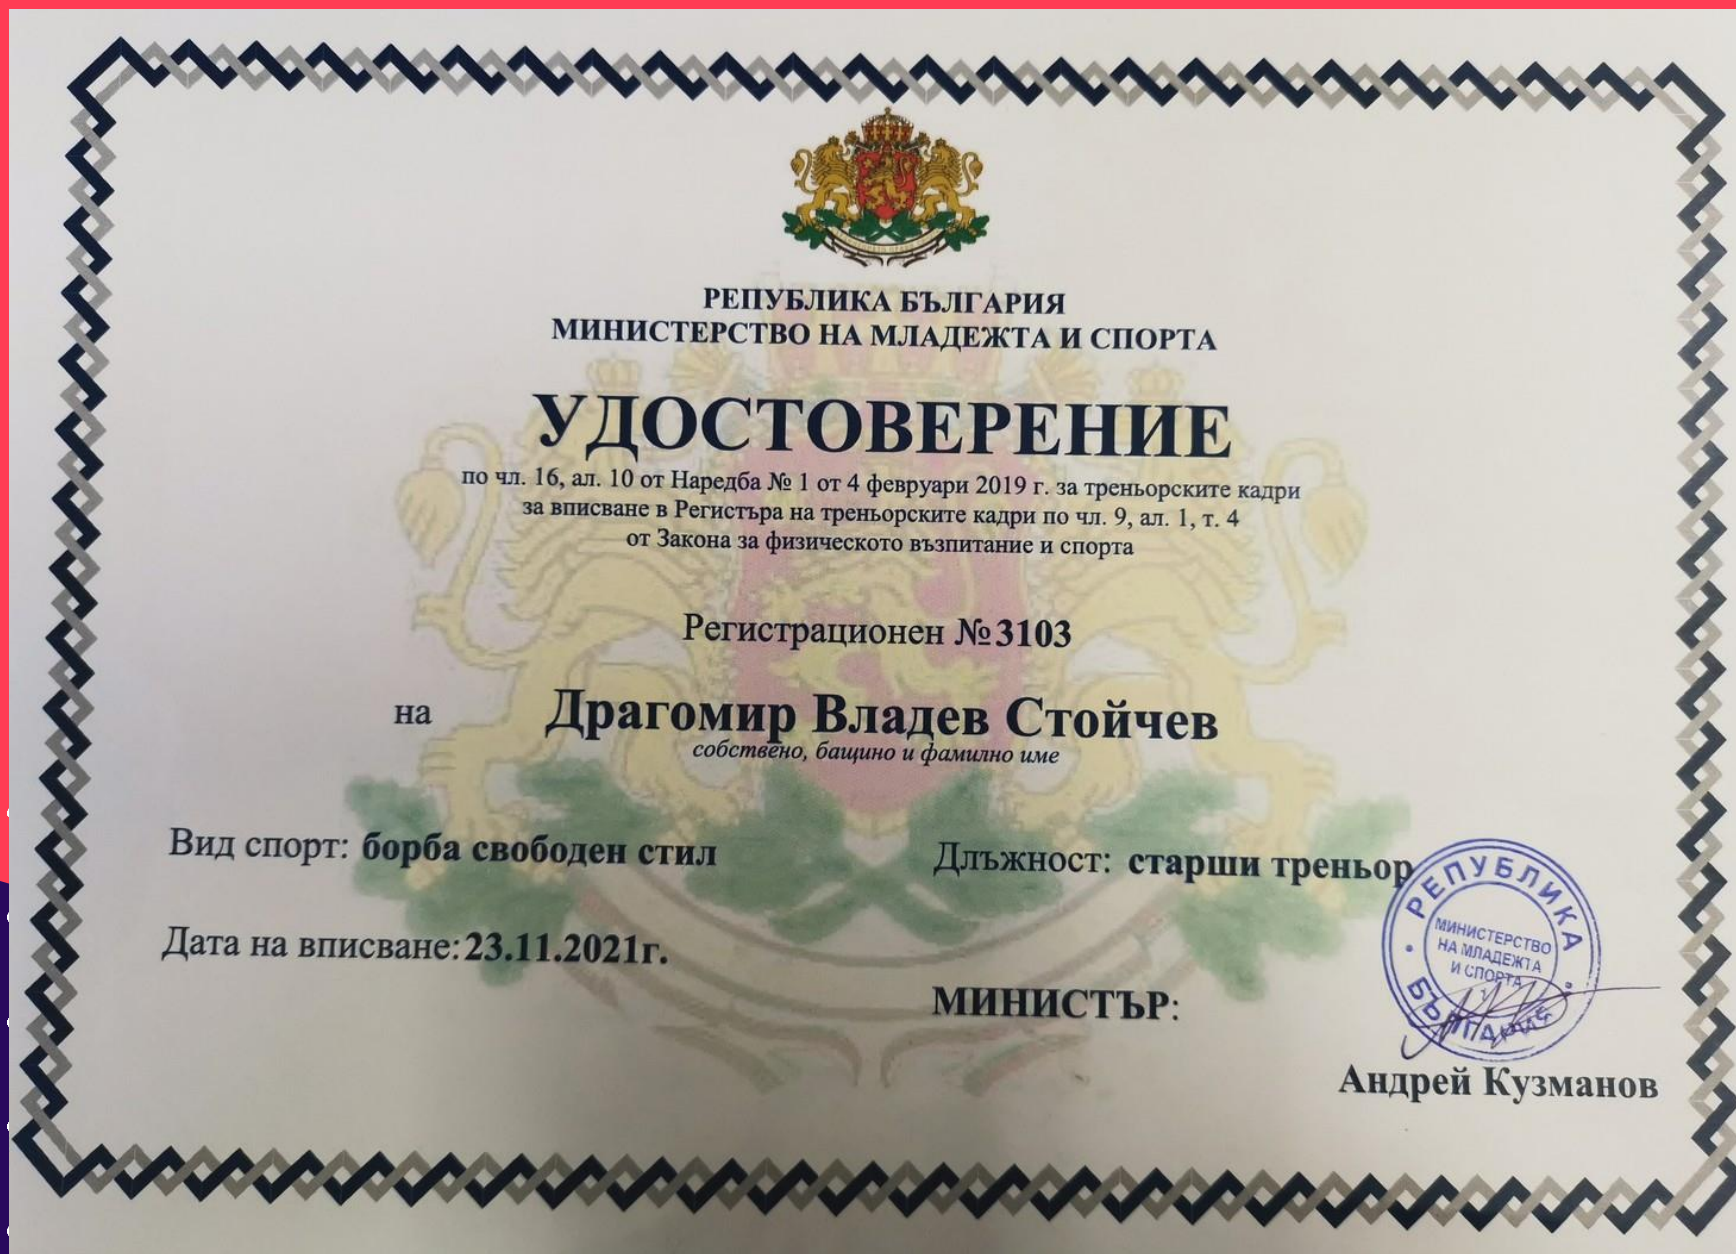 РЕПУБЛИКА БЪЛГАРИЯ
МИНИСТЕРСТВО НА МЛАДЕЖТА И СПОРТА
УДОСТОВЕРЕНИЕ
по чл. 16, ал. 10 от Наредба № 1 от 4 февруари 2019 г. за треньорските кадри
за вписване в Регистъра на треньорските кадри по чл. 9, ал. 1, т. 4
от Закона за физическото възпитание и спорта
Регистрационен №3103
на Драгомир Владев Стойчев
собствено, бащино и фамилно име
Вид спорт: борба свободен стил Длъжност: старши треньор
Дата на вписване: 23.11.2021г.
МИНИСТЪР:
РЕПУБЛИКА БЪЛГАРИЯ
МИНИСТЕРСТВО
НА МЛАДЕЖТА
И СПОРТА
Андрей Кузманов